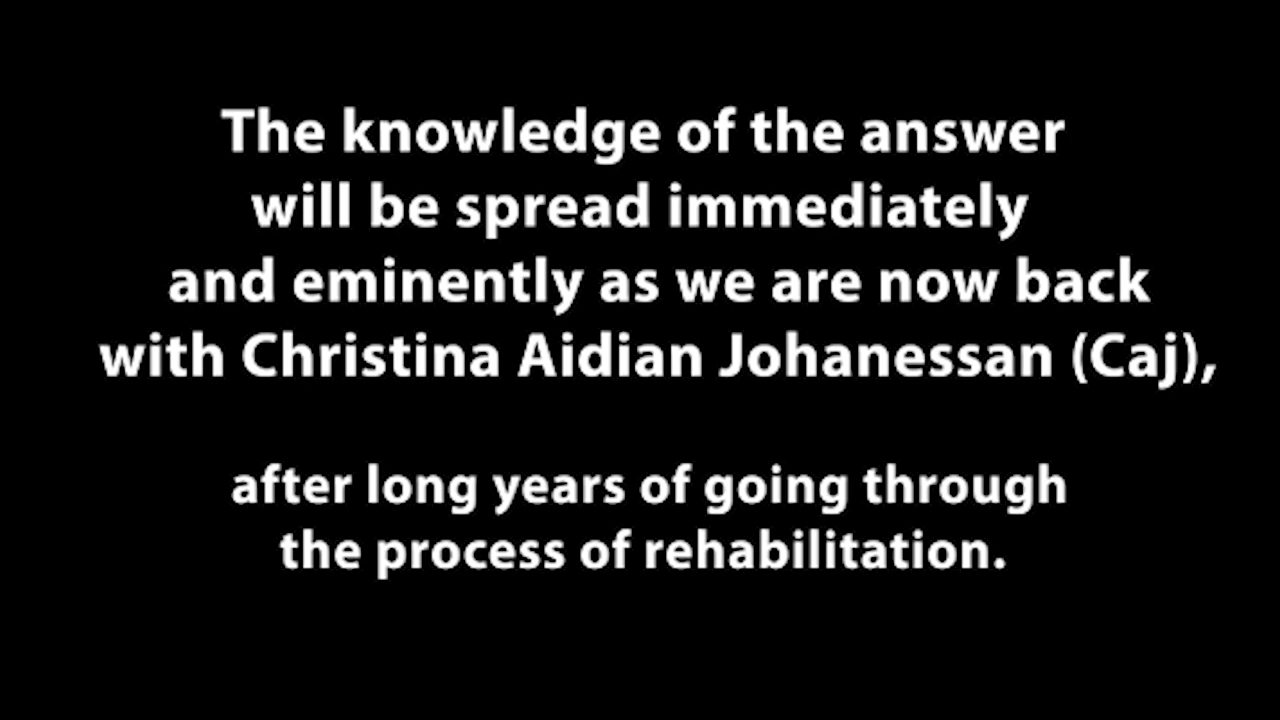 The knowledge of the answer
will be spread immediately
and eminently as we are now back
with Christina Aidian Johanessan (Caj),
after long years of going through
the process of rehabilitation.